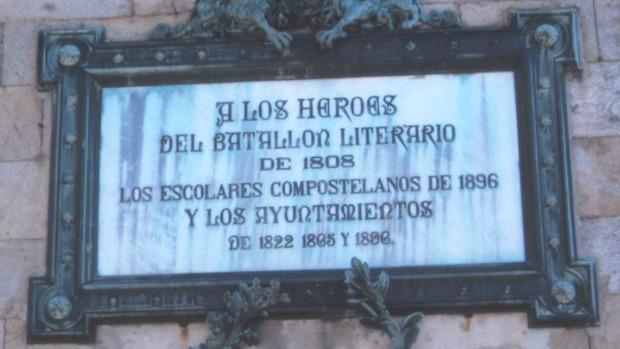 A LOS HEROES
DEL BATALLON LITERARIO
DE 1808
LOS ESCOLARES COMPOSTELANOS DE 1896
Y LOS AYUNTAMIENTOS
DE 1822 1865 Y 1896.